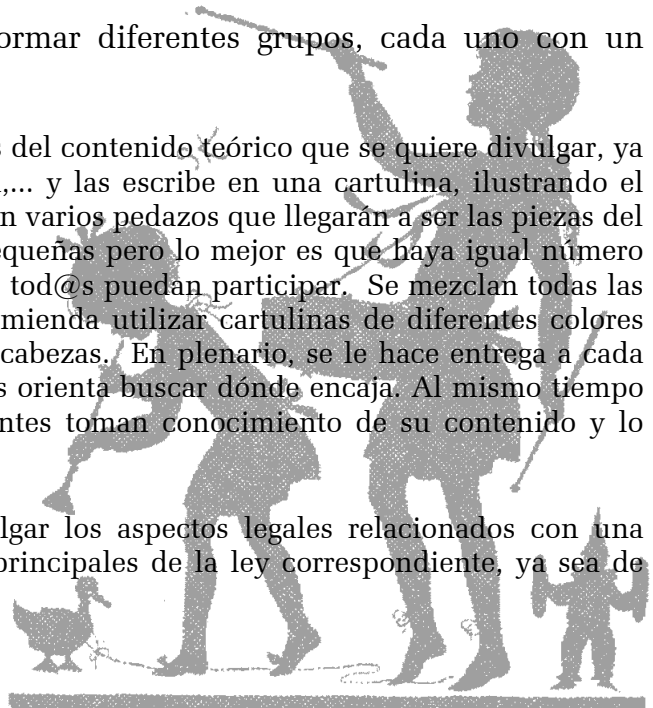 ormar diferentes grupos, cada uno con un
s del contenido teórico que se quiere divulgar, ya
,... y las escribe en una cartulina, ilustrando el
n varios pedazos que llegarán a ser las piezas del
equeñas pero lo mejor es que haya igual número
tod@s puedan participar. Se mezclan todas las
mienda utilizar cartulinas de diferentes colores
cabezas. En plenario, se le hace entrega a cada
s orienta buscar dónde encaja. Al mismo tiempo
ntes toman conocimiento de su contenido y lo
lgar los aspectos legales relacionados con una
principales de la ley correspondiente, ya sea de